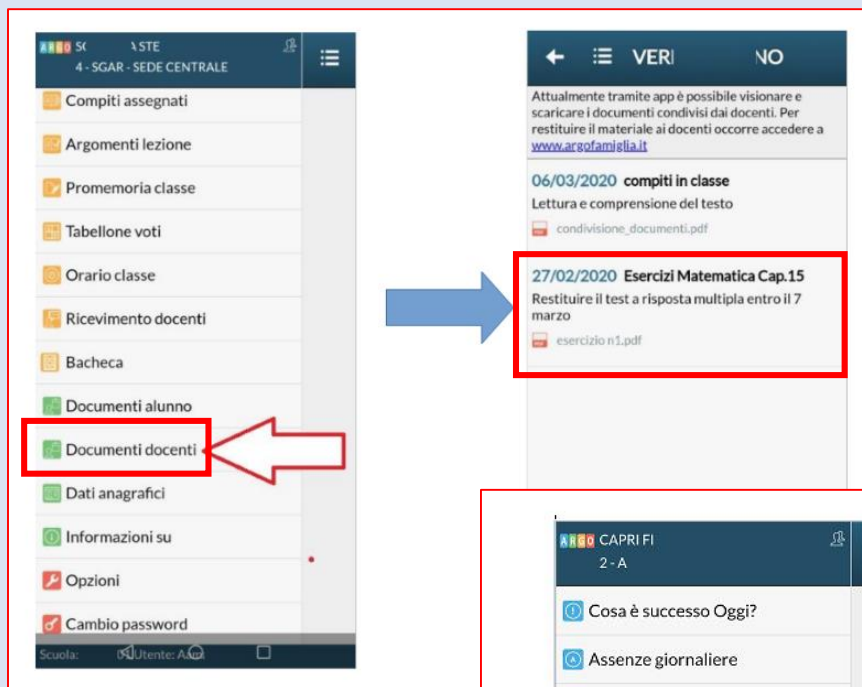 ARGO
4 - SGAR - SEDE CENTRALE
Compiti assegnati
Argomenti lezione
Promemoria classe
Tabellone voti
Orario classe
Ricevimento docenti
Bacheca
Documenti alunno
Documenti docenti
Dati anagrafici
Informazioni su
Opzioni
Cambio password
Scuola:
Utente:
VERI NO
Attualmente tramite app è possibile visionare e
scaricare i documenti condivisi dai docenti. Per
restituire il materiale ai docenti occorre accedere a
www.argofamiglia.it
06/03/2020 compiti in classe
Lettura e comprensione del testo
condivisione_documenti.pdf
27/02/2020 Esercizi Matematica Cap.15
Restituire il test a risposta multipla entro il 7
marzo
esercizio n1.pdf
ARGO CAPRI FI
2 - A
Cosa è successo Oggi?
Assenze giornaliere